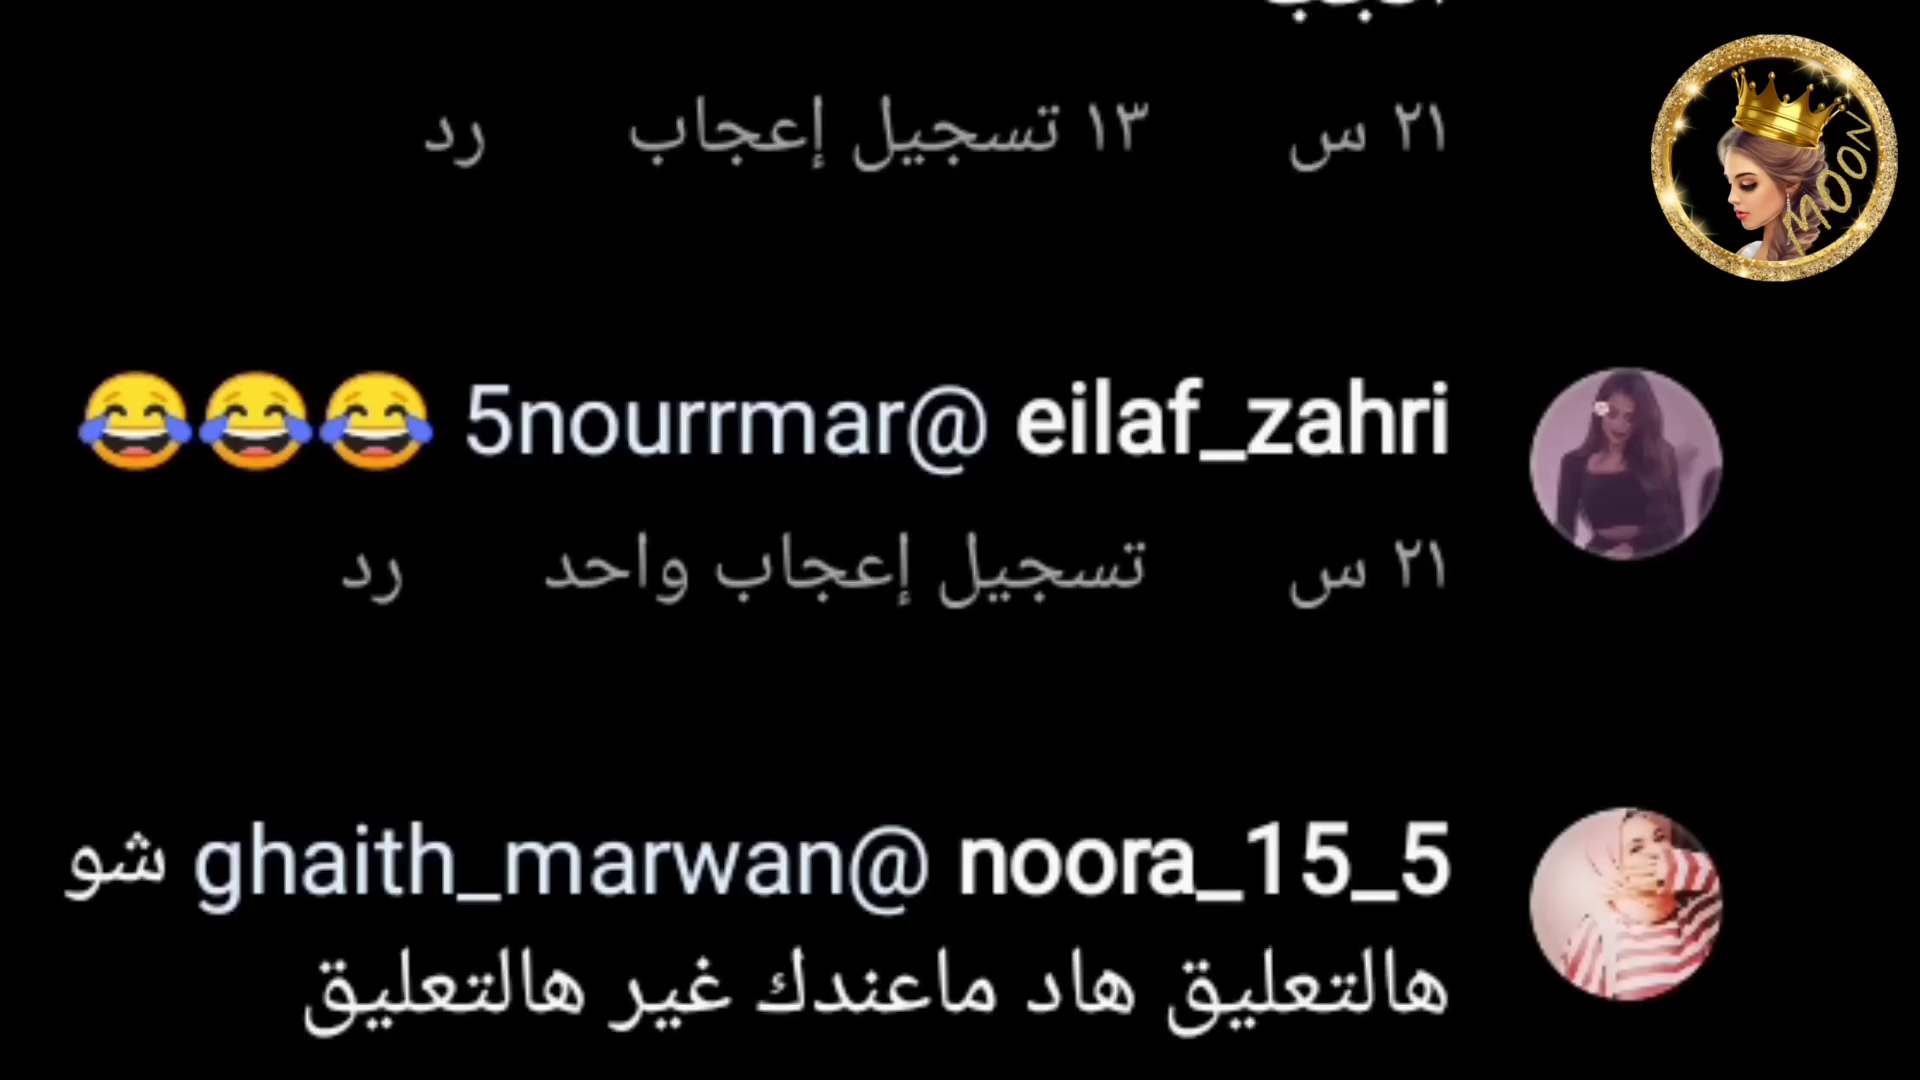 ٢١ س ١٣ تسجيل إعجاب رد
MOON
eilaf_zahri @5nourrmar 😂😂😂
٢١ س تسجيل إعجاب واحد رد
noora_15_5 @ghaith_marwan شو
هالتعليق هاد ماعندك غير هالتعليق